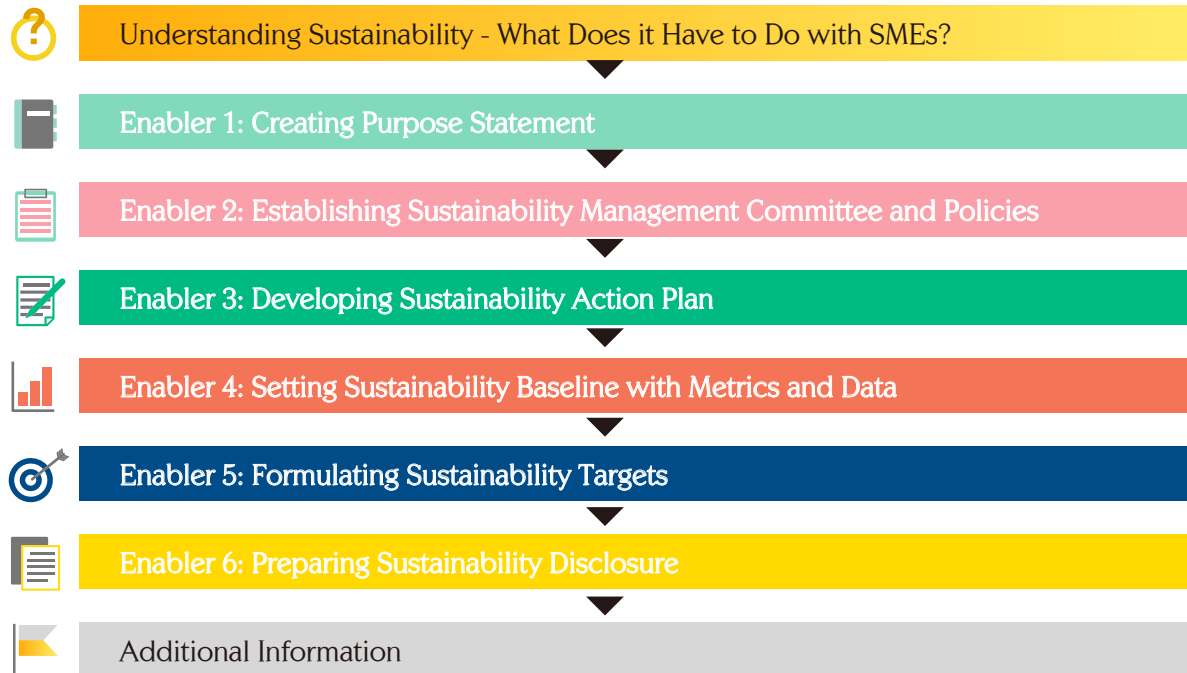 Understanding Sustainability - What Does it Have to Do with SMEs?
Enabler 1: Creating Purpose Statement
Enabler 2: Establishing Sustainability Management Committee and Policies
Enabler 3: Developing Sustainability Action Plan
Enabler 4: Setting Sustainability Baseline with Metrics and Data
Enabler 5: Formulating Sustainability Targets
Enabler 6: Preparing Sustainability Disclosure
Additional Information